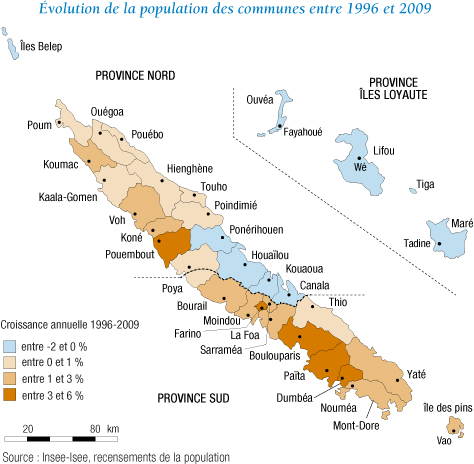 Évolution de la population des communes entre 1996 et 2009
Îles Belep
PROVINCE NORD
PROVINCE
ÎLES LOYAUTE
Ouvéa
Fayahoué
Ouégoa
Poum
Pouébo
Lifou
Wé
Koumac
Hienghène
Tiga
Kaala-Gomen
Touho
Poindimié
Maré
Voh
Tadine
Koné
Ponérihouen
Pouembout
Houaïlou
Kouaoua
Poya
Canala
Bourail
Thio
Moindou
Farino
La Foa
Sarraméa
Boulouparis
Païta
Yaté
Dumbéa
Nouméa
Mont-Dore
Île des pins
Vao
PROVINCE SUD
Croissance annuelle 1996-2009
entre -2 et 0 %
entre 0 et 1 %
entre 1 et 3 %
entre 3 et 6 %
20 80 km
Source : Insee-Isee, recensements de la population